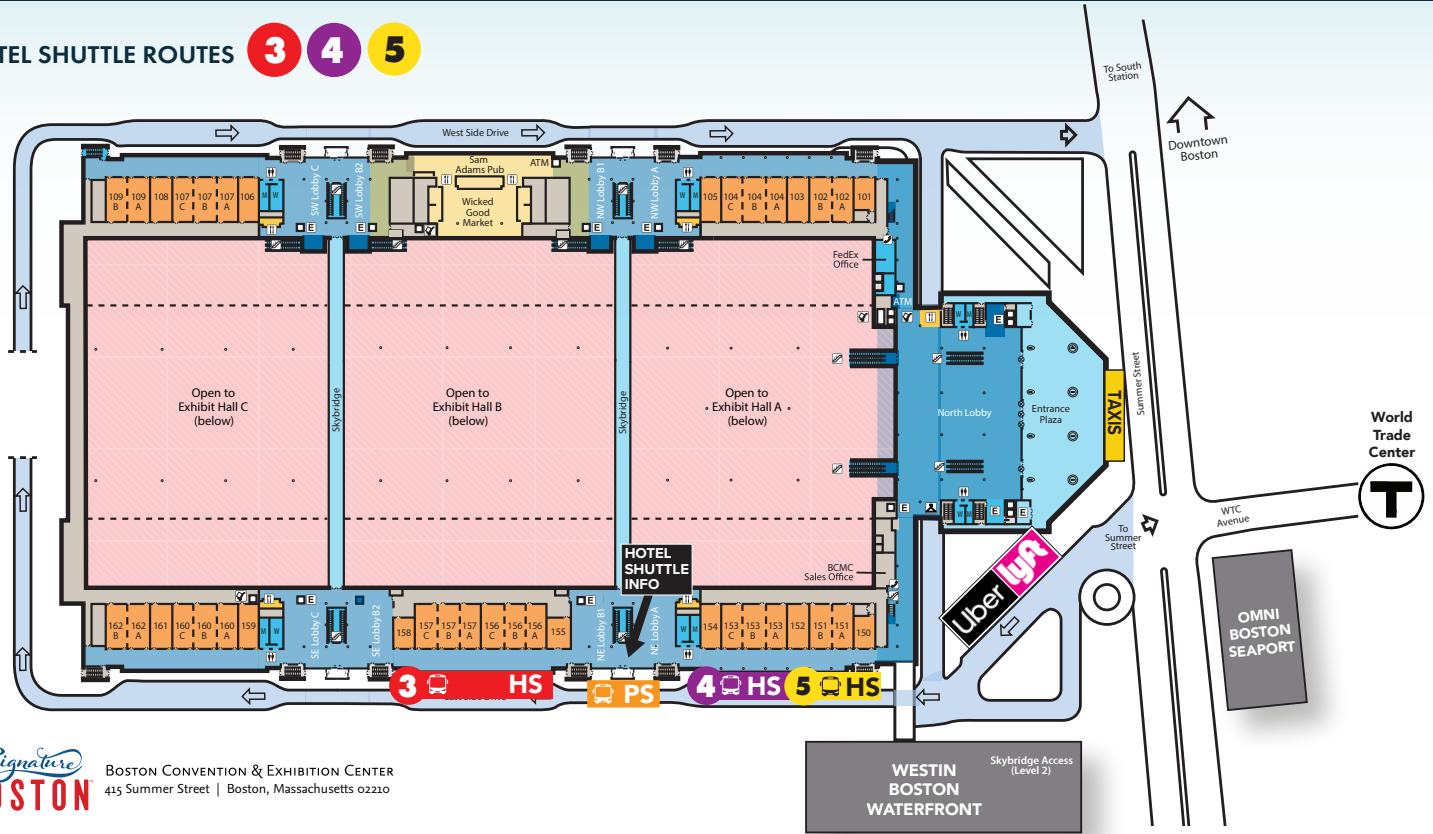 TEL SHUTTLE ROUTES 3 4 5
To South
Station
Downtown
Boston
West Side Drive
SW Lobby C
SW Lobby B2
Sam
Adams Pub
ATM
Wicked
Good
Market
NW Lobby B1
NW Lobby A
109
B
109
A
108
107
C
107
B
107
A
106
M W
W M
105
104
C
104
B
104
A
103
102
B
102
A
101
E
E
E
E
FedEx
Office
ATM
W M
E
Open to
Exhibit Hall C
(below)
Skybridge
Open to
Exhibit Hall B
(below)
Skybridge
Open to
Exhibit Hall A
(below)
North Lobby
Entrance
Plaza
TAXIS
Summer Street
World
Trade
Center
T
WTC
Avenue
To
Summer
Street
E
W M
E
E
HOTEL
SHUTTLE
INFO
BCMC
Sales Office
Uber
lyft
OMNI
BOSTON
SEAPORT
162
B
162
A
161
160
C
160
B
160
A
159
M W
E
SE Lobby C
SE Lobby B2
158
157
C
157
B
157
A
156
C
156
B
156
A
155
E
NE Lobby B1
NE Lobby A
W M
154
153
C
153
B
153
A
152
151
B
151
A
150
3 HS
PS
4 HS
5 HS
WESTIN
BOSTON
WATERFRONT
Skybridge Access
(Level 2)
Signature
BOSTON
BOSTON CONVENTION & EXHIBITION CENTER
415 Summer Street | Boston, Massachusetts 02210